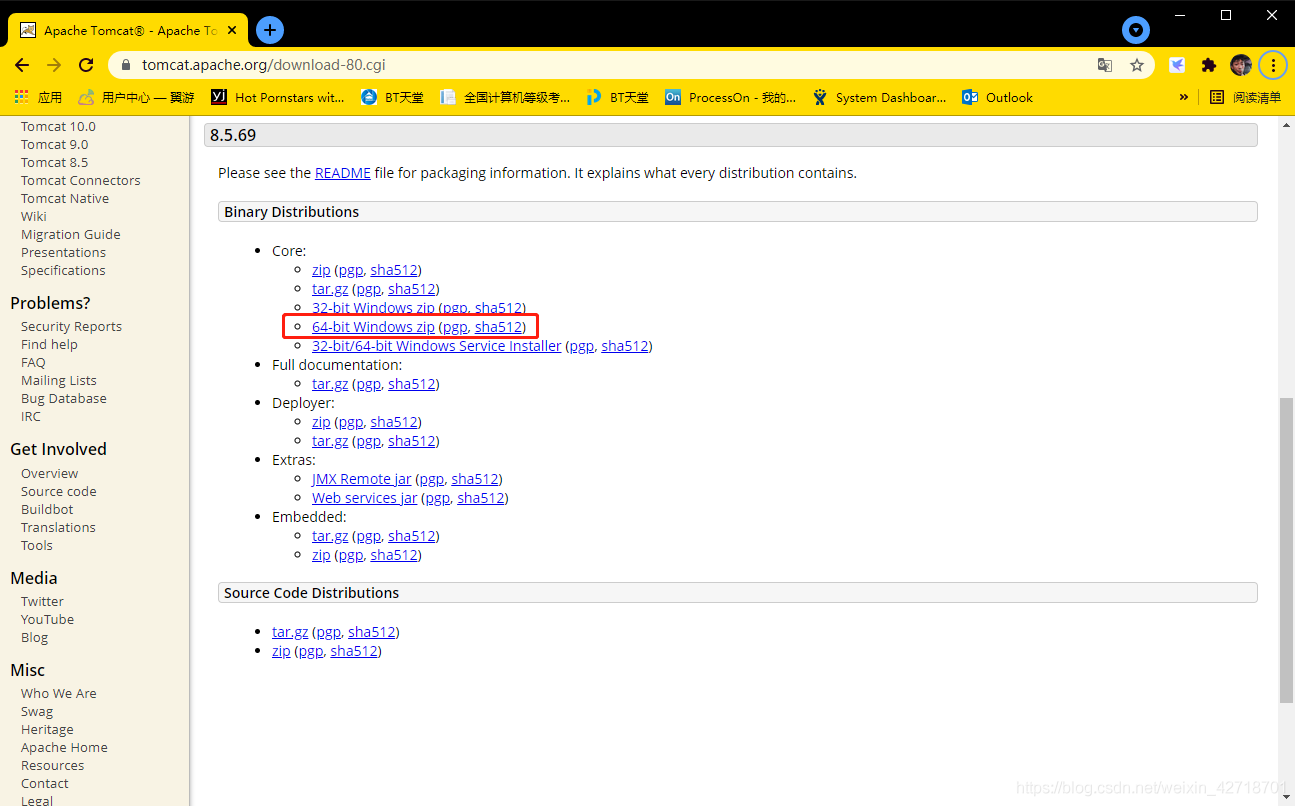 Apache Tomcat® - Apache To
tomcat.apache.org/download-80.cgi
应用 用户中心 — 翼游 Hot Pornstars wit... BT天堂 全国计算机等级考... BT天堂 ProcessOn - 我的... System Dashboar... Outlook » 阅读清单
Tomcat 10.0
Tomcat 9.0
Tomcat 8.5
Tomcat Connectors
Tomcat Native
Wiki
Migration Guide
Presentations
Specifications
Problems?
Security Reports
Find help
FAQ
Mailing Lists
Bug Database
IRC
Get Involved
Overview
Source code
Buildbot
Translations
Tools
Media
Twitter
YouTube
Blog
Misc
Who We Are
Swag
Heritage
Apache Home
Resources
Contact
Legal
8.5.69
Please see the README file for packaging information. It explains what every distribution contains.
Binary Distributions
Core:
zip (pgp, sha512)
tar.gz (pgp, sha512)
32-bit Windows zip (pgp, sha512)
64-bit Windows zip (pgp, sha512)
32-bit/64-bit Windows Service Installer (pgp, sha512)
Full documentation:
tar.gz (pgp, sha512)
Deployer:
zip (pgp, sha512)
tar.gz (pgp, sha512)
Extras:
JMX Remote jar (pgp, sha512)
Web services jar (pgp, sha512)
Embedded:
tar.gz (pgp, sha512)
zip (pgp, sha512)
Source Code Distributions
tar.gz (pgp, sha512)
zip (pgp, sha512)
https://blog.csdn.net/weixin_42718701